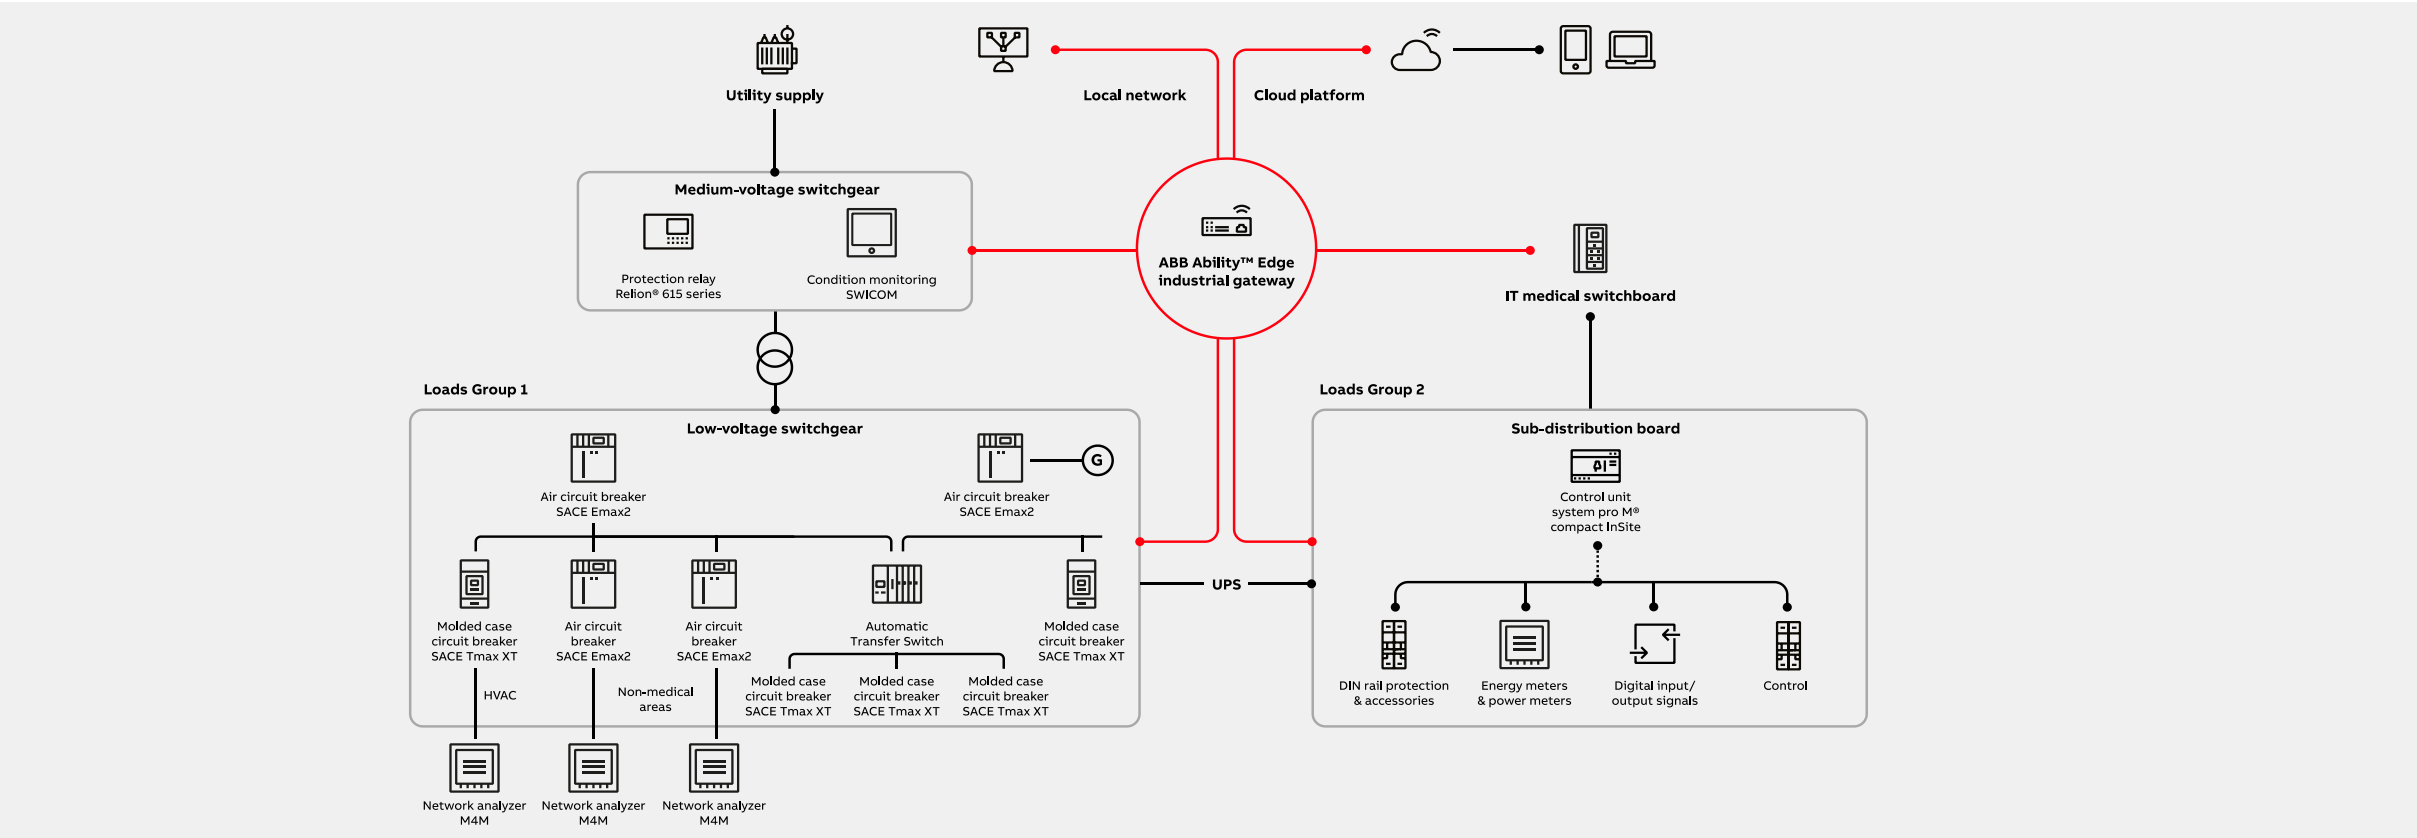 Utility supply
Local network
Cloud platform
Medium-voltage switchgear
Protection relay
Relion® 615 series
Condition monitoring
SWICOM
ABB Ability™ Edge
industrial gateway
IT medical switchboard
Loads Group 1
Low-voltage switchgear
Air circuit breaker
SACE Emax2
Air circuit breaker
SACE Emax2
G
Molded case
circuit breaker
SACE Tmax XT
Air circuit
breaker
SACE Emax2
Air circuit
breaker
SACE Emax2
Automatic
Transfer Switch
Molded case
circuit breaker
SACE Tmax XT
Molded case
circuit breaker
SACE Tmax XT
Molded case
circuit breaker
SACE Tmax XT
Molded case
circuit breaker
SACE Tmax XT
HVAC
Non-medical
areas
Network analyzer
M4M
Network analyzer
M4M
Network analyzer
M4M
UPS
Loads Group 2
Sub-distribution board
Control unit
system pro M®
compact InSite
DIN rail protection
& accessories
Energy meters
& power meters
Digital input/
output signals
Control